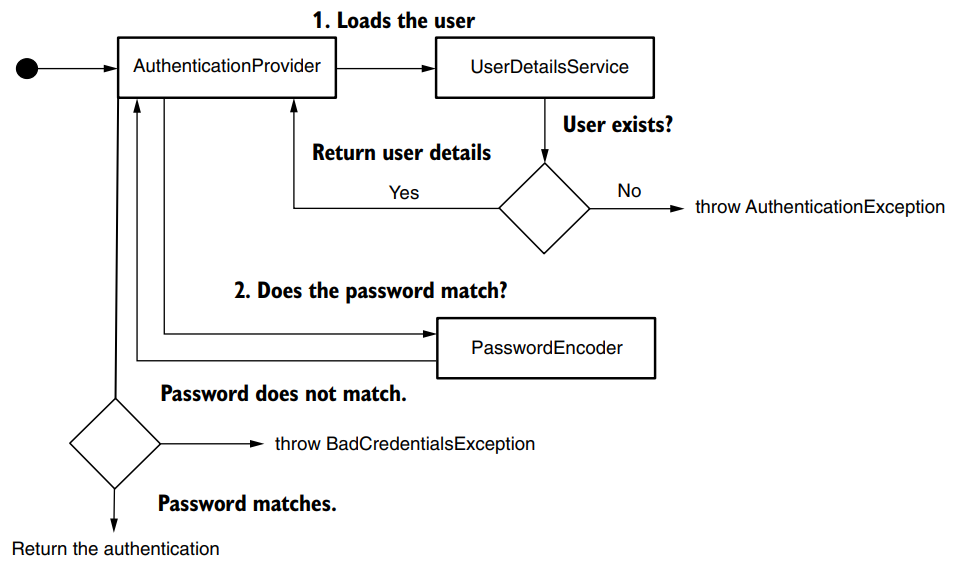 1. Loads the user
AuthenticationProvider
UserDetailsService
User exists?
Return user details
Yes
No
throw AuthenticationException
2. Does the password match?
PasswordEncoder
Password does not match.
throw BadCredentialsException
Password matches.
Return the authentication